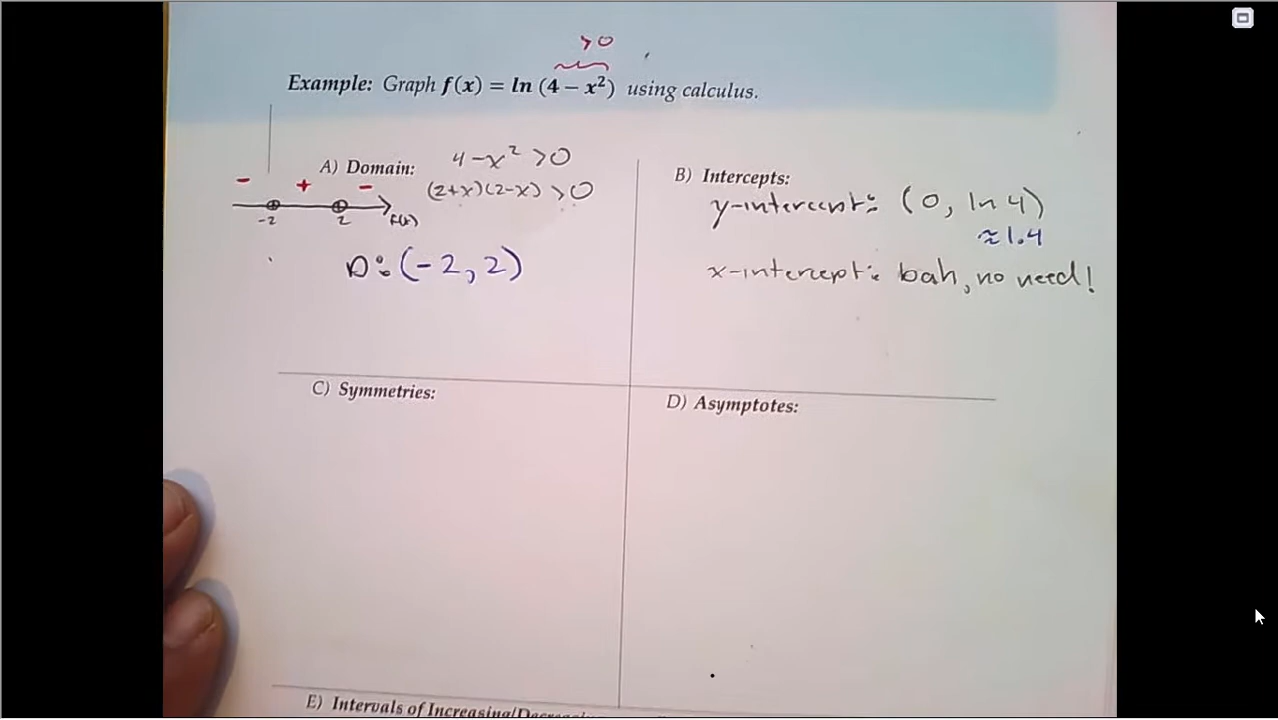 > 0
Example: Graph f(x) = ln (4 − x²) using calculus.
A) Domain:
4 - x² > 0
(2+x)(2-x) > 0
- + -
-2 2 f(x)
D: (-2, 2)
B) Intercepts:
y-intercept: (0, ln 4)
≈ 1.4
x-intercept: bah, no need!
C) Symmetries:
D) Asymptotes:
E) Intervals of Increasing/Decreasing